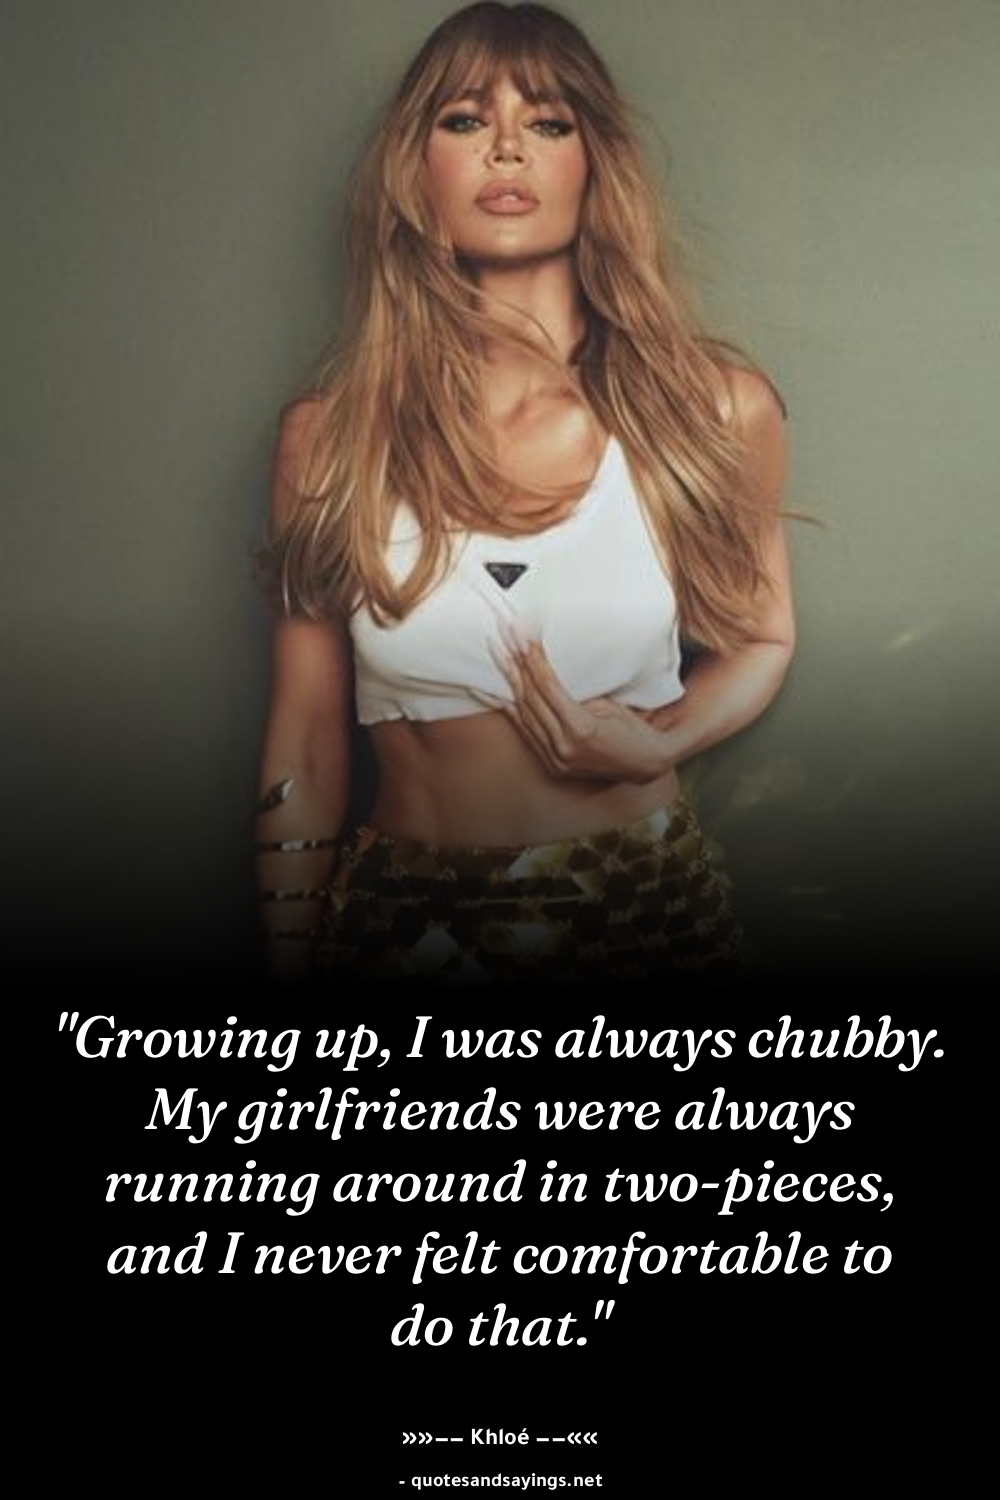 "Growing up, I was always chubby.
My girlfriends were always
running around in two-pieces,
and I never felt comfortable to
do that."
»»–– Khloé ––««
- quotesandsayings.net